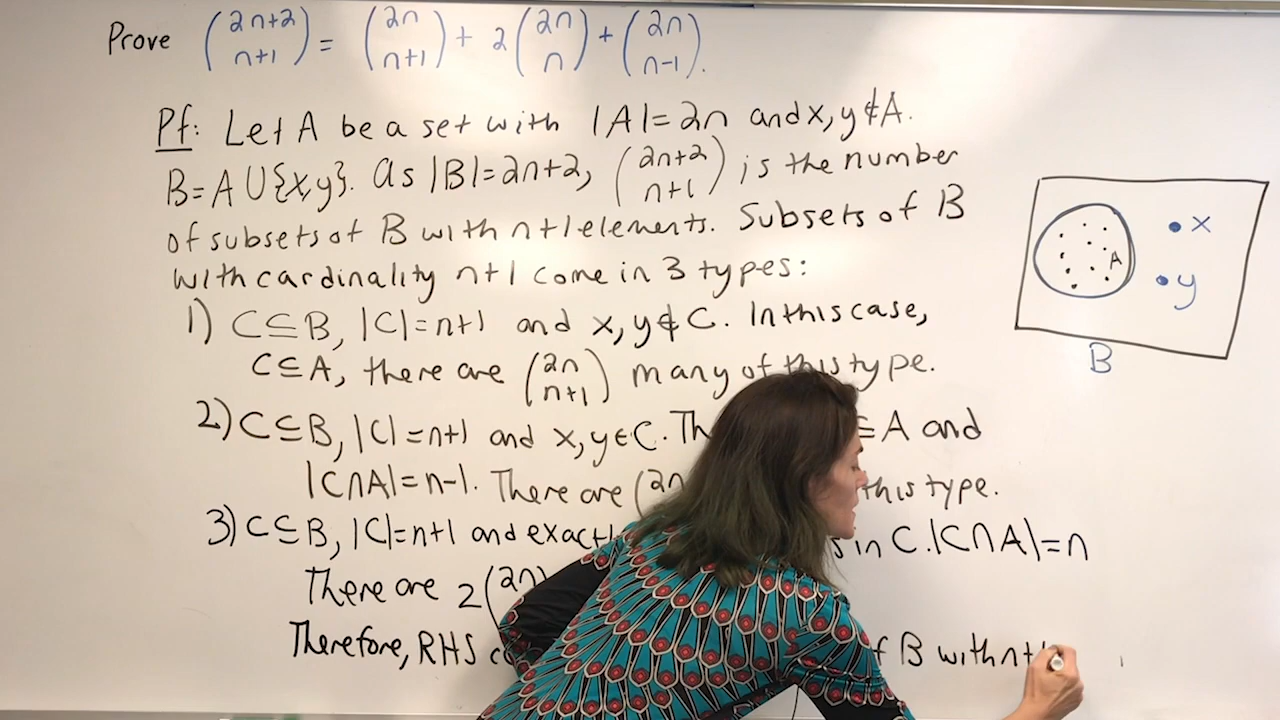 Prove (2n+2 n+1) = (2n n+1) + 2(2n n) + (2n n-1).
Pf: Let A be a set with |A|=2n and x, y∉A.
B=A∪{x,y}. As |B|=2n+2, (2n+2 n+1) is the number
of subsets of B with n+1 elements. Subsets of B
with cardinality n+1 come in 3 types:
1) C⊆B, |C|=n+1 and x, y∉C. In this case,
C⊆A, there are (2n n+1) many of this type.
2) C⊆B, |C|=n+1 and x, y∈C. ⊆A and
|C∩A|=n-1. There are (2n this type.
3) C⊆B, |C|=n+1 and in C. |C∩A|=n
There are 2(2n)
Therefore, RHS B with n+
A
x
y
B